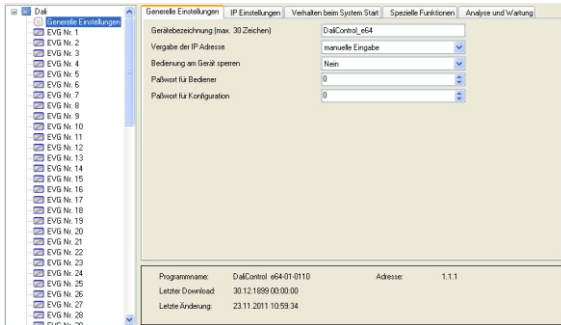 Dali
Generelle Einstellungen
EVG Nr. 1
EVG Nr. 2
EVG Nr. 3
EVG Nr. 4
EVG Nr. 5
EVG Nr. 6
EVG Nr. 7
EVG Nr. 8
EVG Nr. 9
EVG Nr. 10
EVG Nr. 11
EVG Nr. 12
EVG Nr. 13
EVG Nr. 14
EVG Nr. 15
EVG Nr. 16
EVG Nr. 17
EVG Nr. 18
EVG Nr. 19
EVG Nr. 20
EVG Nr. 21
EVG Nr. 22
EVG Nr. 23
EVG Nr. 24
EVG Nr. 25
EVG Nr. 26
EVG Nr. 27
EVG Nr. 28
Generelle Einstellungen IP Einstellungen Verhalten beim System Start Spezielle Funktionen Analyse und Wartung
Gerätebezeichnung (max. 30 Zeichen) DaliControl_e64
Vergabe der IP Adresse manuelle Eingabe
Bedienung am Gerät sperren Nein
Paßwort für Bediener 0
Paßwort für Konfiguration 0
Programmname: DaliControl e64-01-0110 Adresse: 1.1.1
Letzter Download: 30.12.1899 00:00:00
Letzte Änderung: 23.11.2011 10:59:34